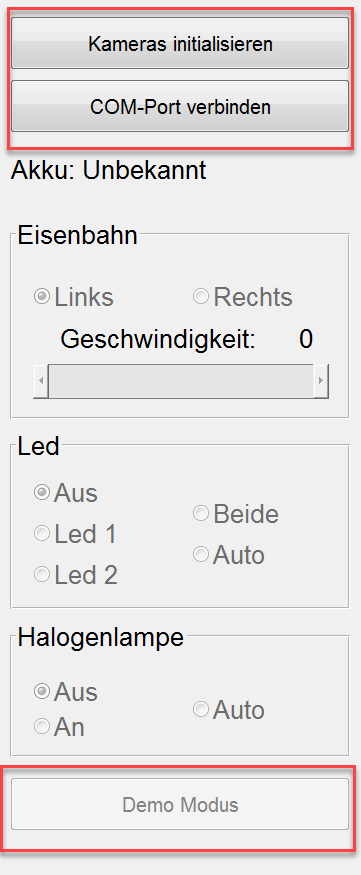 Kameras initialisieren
COM-Port verbinden
Akku: Unbekannt
Eisenbahn
Links Rechts
Geschwindigkeit: 0
Led
Aus
Led 1
Led 2
Beide
Auto
Halogenlampe
Aus
An
Auto
Demo Modus